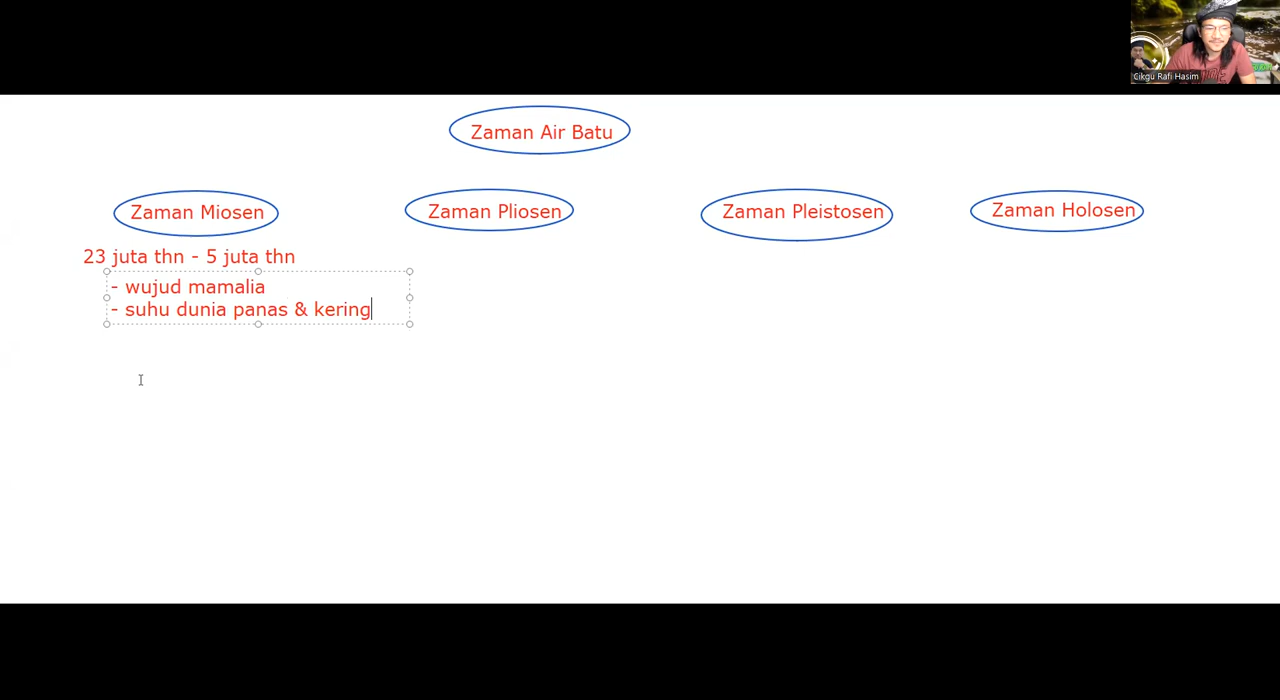 Cikgu Rafi Hasim
Zaman Air Batu
Zaman Miosen
Zaman Pliosen
Zaman Pleistosen
Zaman Holosen
23 juta thn - 5 juta thn
- wujud mamalia
- suhu dunia panas & kering